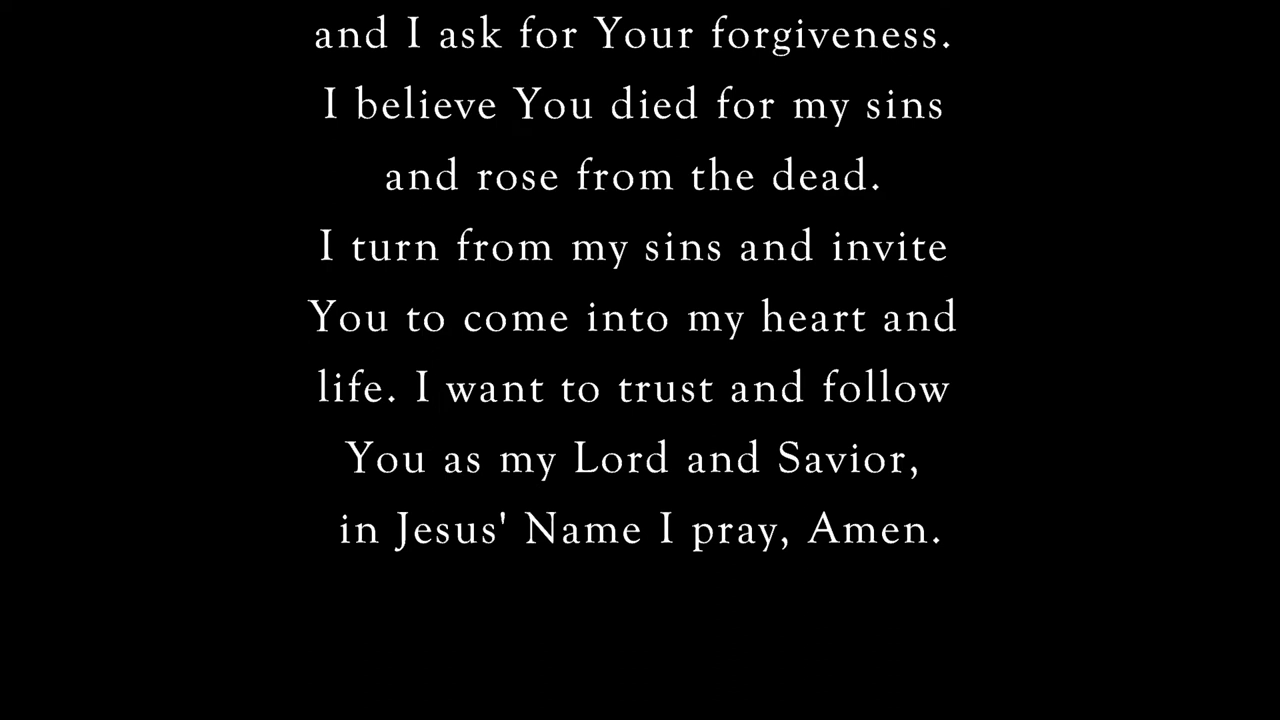 and I ask for Your forgiveness.
I believe You died for my sins
and rose from the dead.
I turn from my sins and invite
You to come into my heart and
life. I want to trust and follow
You as my Lord and Savior,
in Jesus' Name I pray, Amen.